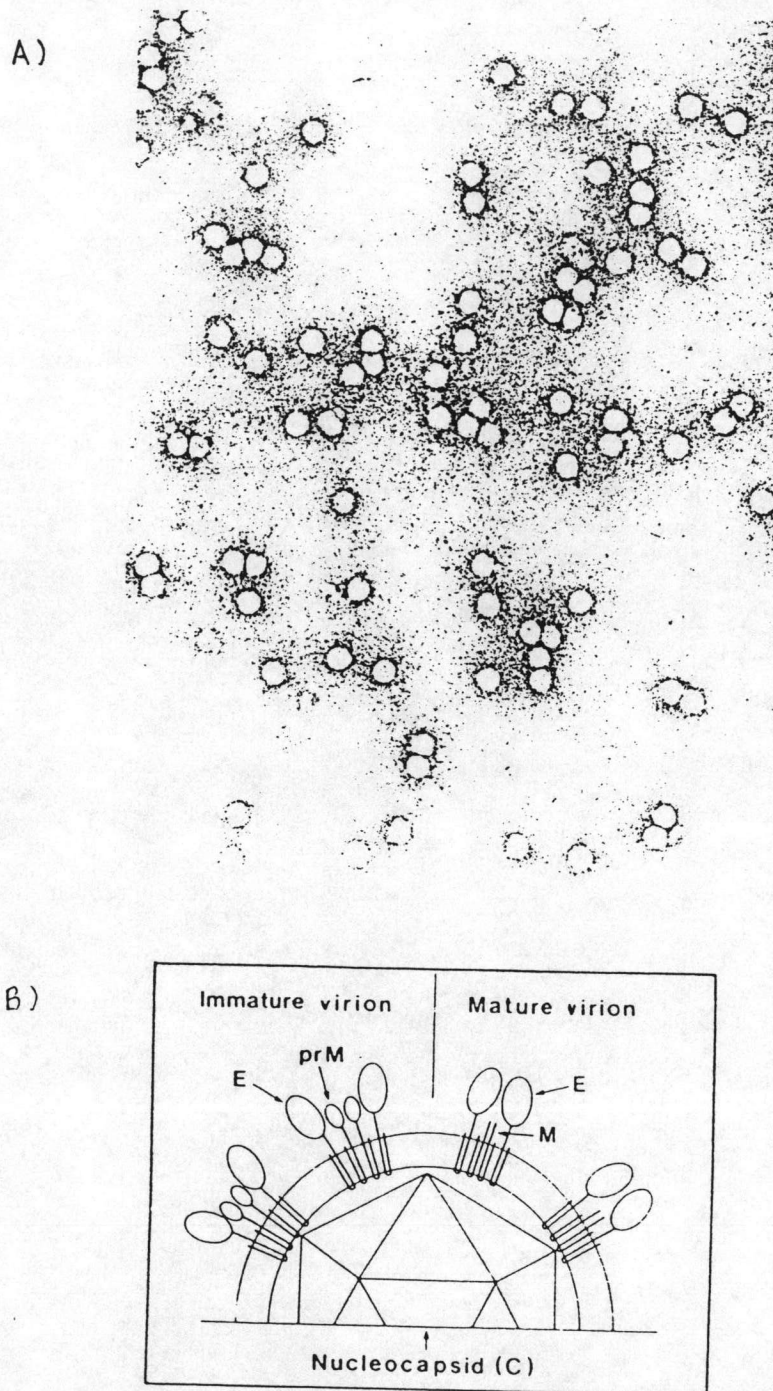 A)
B)
Immature virion
Mature virion
prM
E
E
M
Nucleocapsid (C)